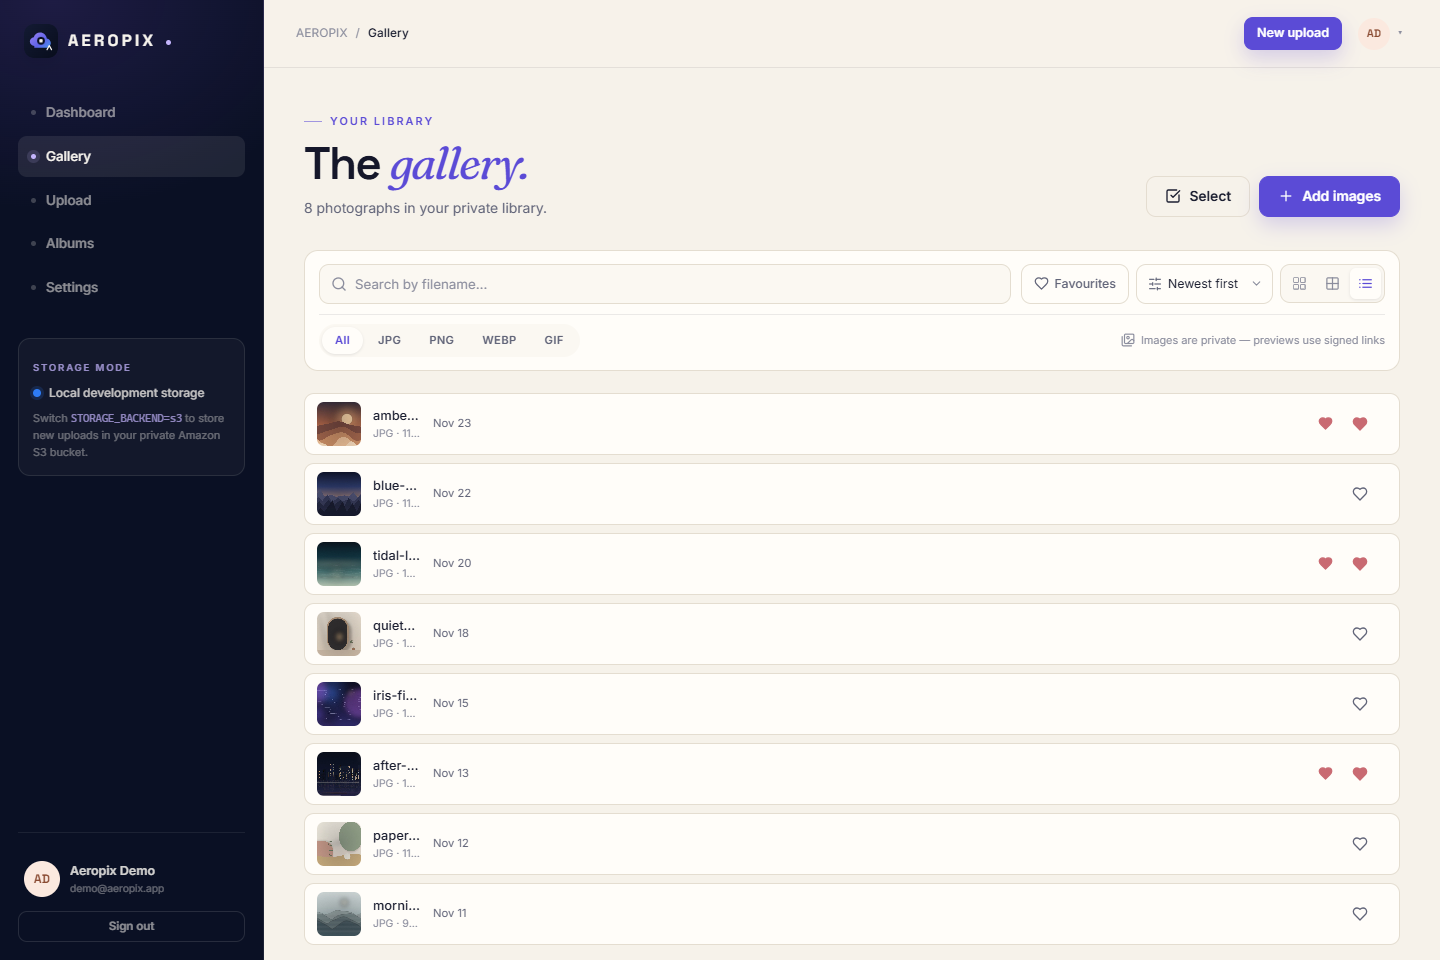 AEROPIX
Dashboard
Gallery
Upload
Albums
Settings
STORAGE MODE
Local development storage
Switch STORAGE_BACKEND=s3 to store
new uploads in your private Amazon
S3 bucket.
AD
Aeropix Demo
demo@aeropix.app
Sign out
AEROPIX / Gallery
New upload
AD
YOUR LIBRARY
The gallery.
8 photographs in your private library.
Select
Add images
Search by filename...
Favourites
Newest first
All JPG PNG WEBP GIF
Images are private — previews use signed links
ambe...
JPG · 11...
Nov 23
blue-...
JPG · 11...
Nov 22
tidal-l...
JPG · 1...
Nov 20
quiet...
JPG · 1...
Nov 18
iris-fi...
JPG · 1...
Nov 15
after-...
JPG · 1...
Nov 13
paper...
JPG · 11...
Nov 12
morni...
JPG · 9...
Nov 11